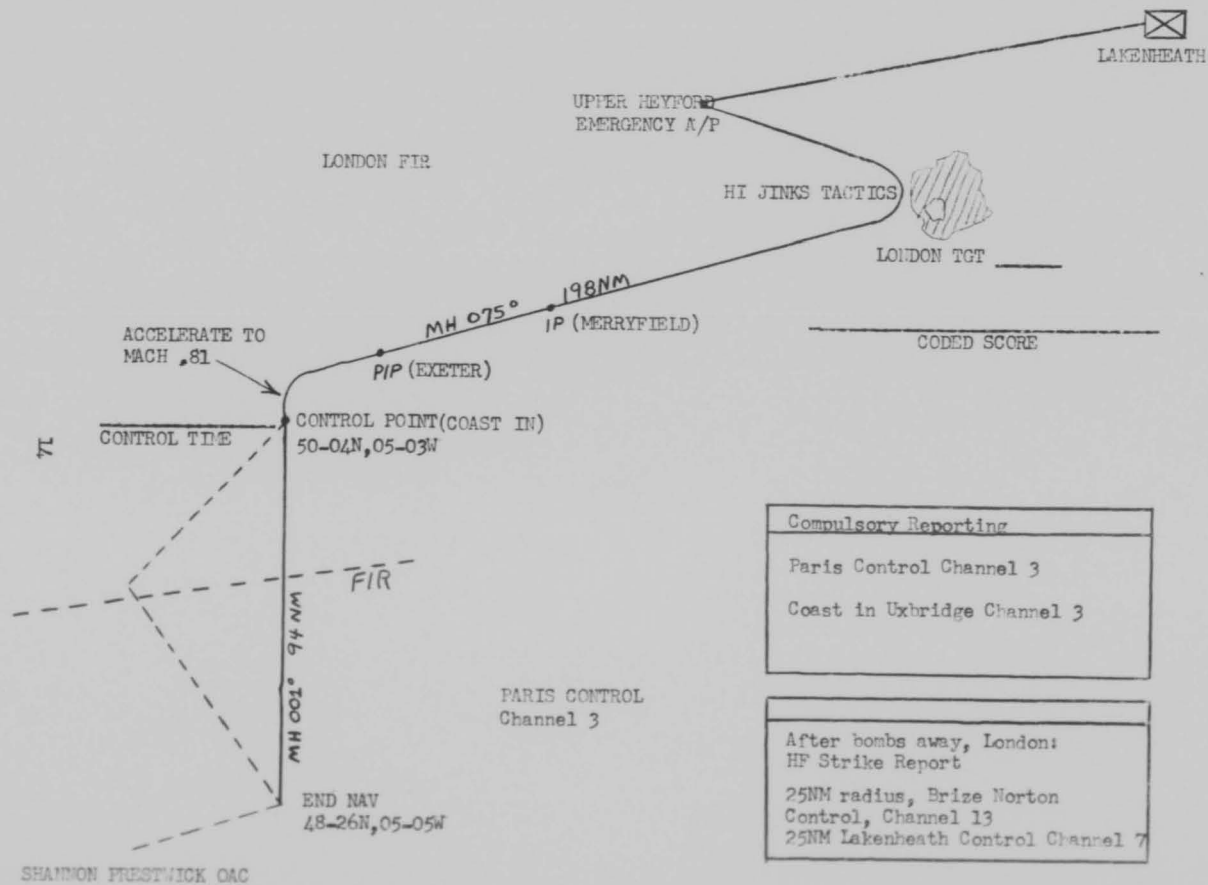 LAKENHEATH
UPPER HEYFORD
EMERGENCY A/P
LONDON FIR
HI JINKS TACTICS
LONDON TGT
198NM
MH 075°
IP (MERRYFIELD)
CODED SCORE
ACCELERATE TO
MACH .81
PIP (EXETER)
CONTROL POINT (COAST IN)
50-04N, 05-03W
CONTROL TIME
14
FIR
94 NM
MH 001°
PARIS CONTROL
Channel 3
END NAV
48-26N, 05-05W
SHANNON PRESTWICK OAC
Compulsory Reporting
Paris Control Channel 3
Coast in Uxbridge Channel 3
After bombs away, London:
HF Strike Report
25NM radius, Brize Norton
Control, Channel 13
25NM Lakenheath Control Channel 7